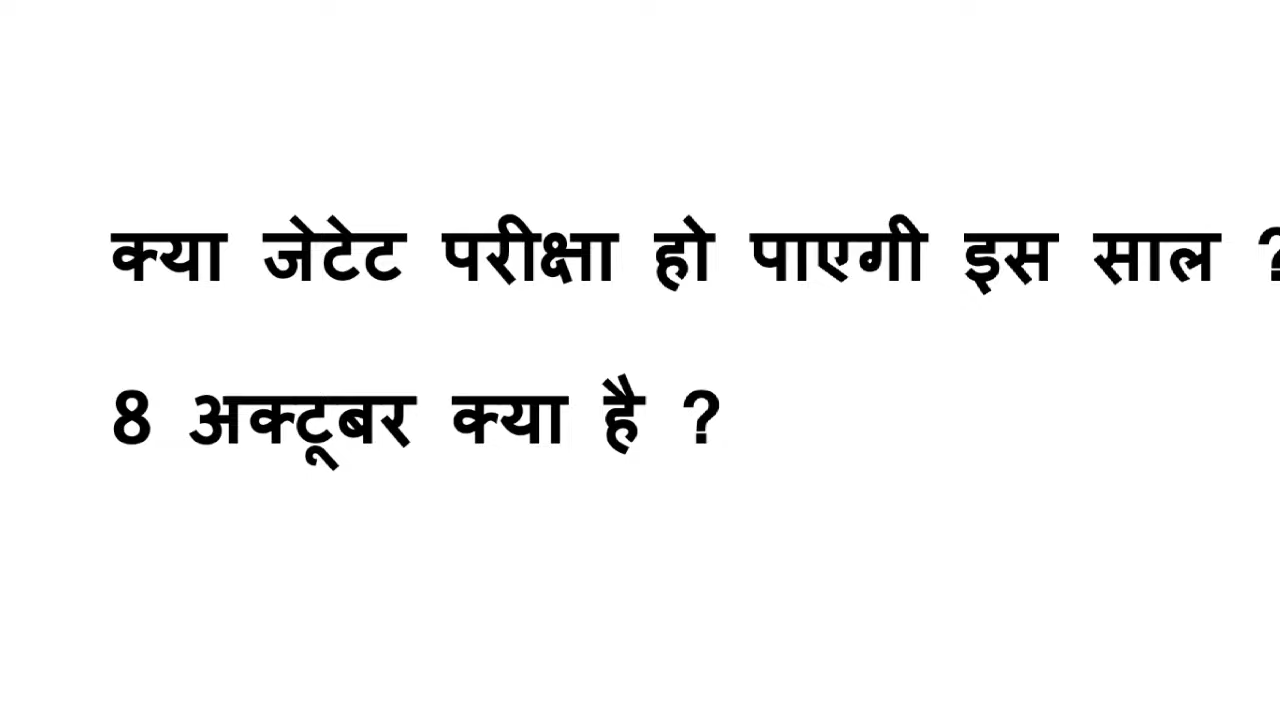 क्या जेटेट परीक्षा हो पाएगी इस साल ?
8 अक्टूबर क्या है ?